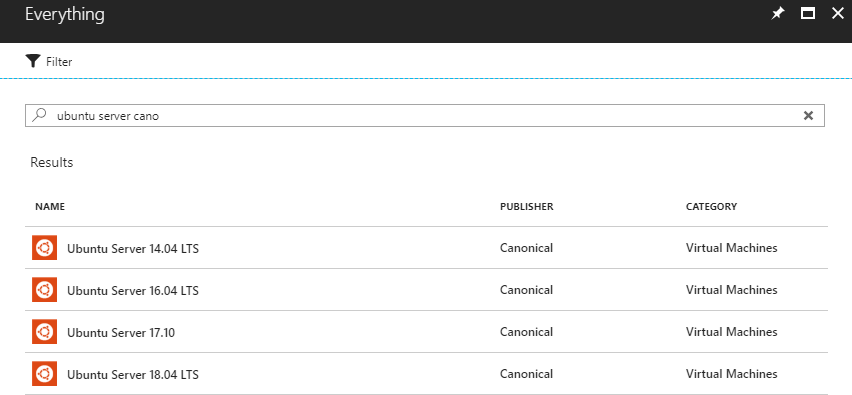 Everything
Filter
ubuntu server cano
Results
NAME PUBLISHER CATEGORY
Ubuntu Server 14.04 LTS Canonical Virtual Machines
Ubuntu Server 16.04 LTS Canonical Virtual Machines
Ubuntu Server 17.10 Canonical Virtual Machines
Ubuntu Server 18.04 LTS Canonical Virtual Machines